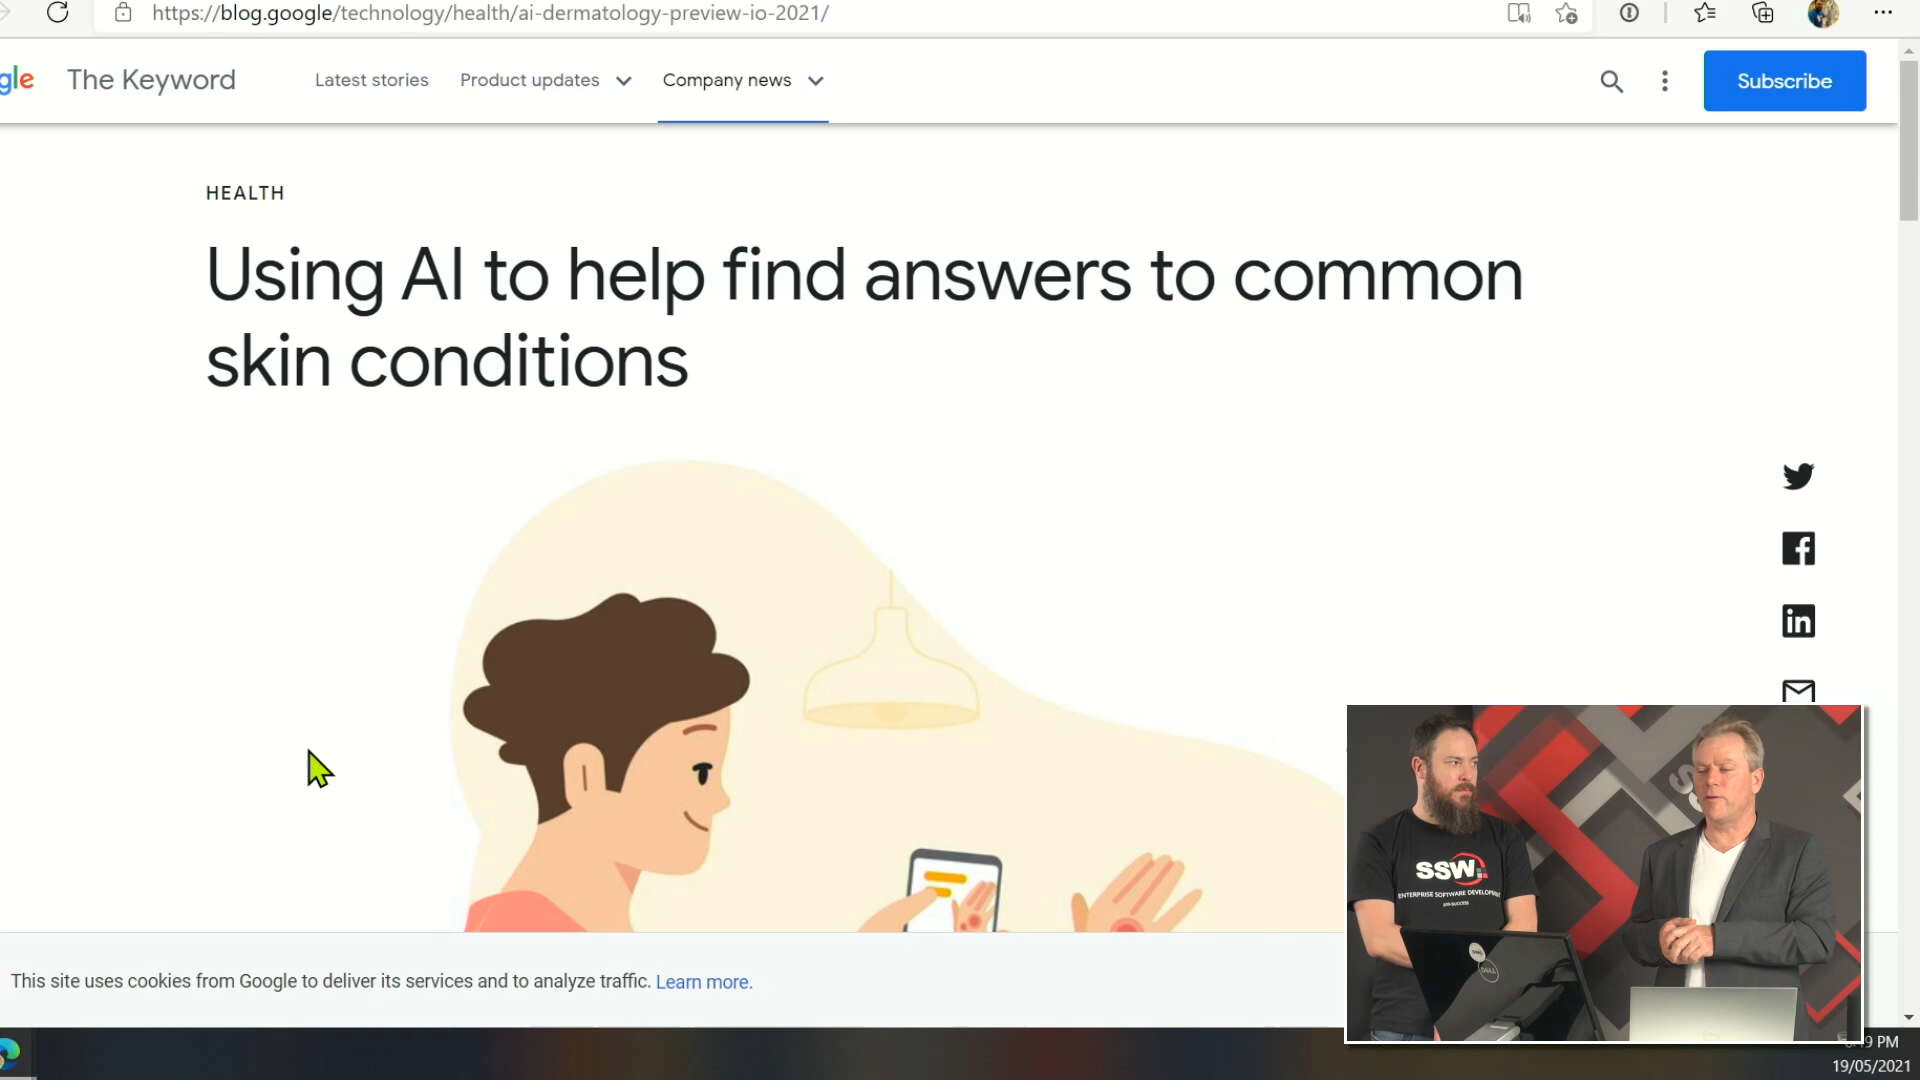 https://blog.google/technology/health/ai-dermatology-preview-io-2021/
gle The Keyword Latest stories Product updates Company news Subscribe
HEALTH
Using AI to help find answers to common
skin conditions
in
SSW
ENTERPRISE SOFTWARE DEVELOPMENT
DELL
This site uses cookies from Google to deliver its services and to analyze traffic. Learn more.
PM
19/05/2021